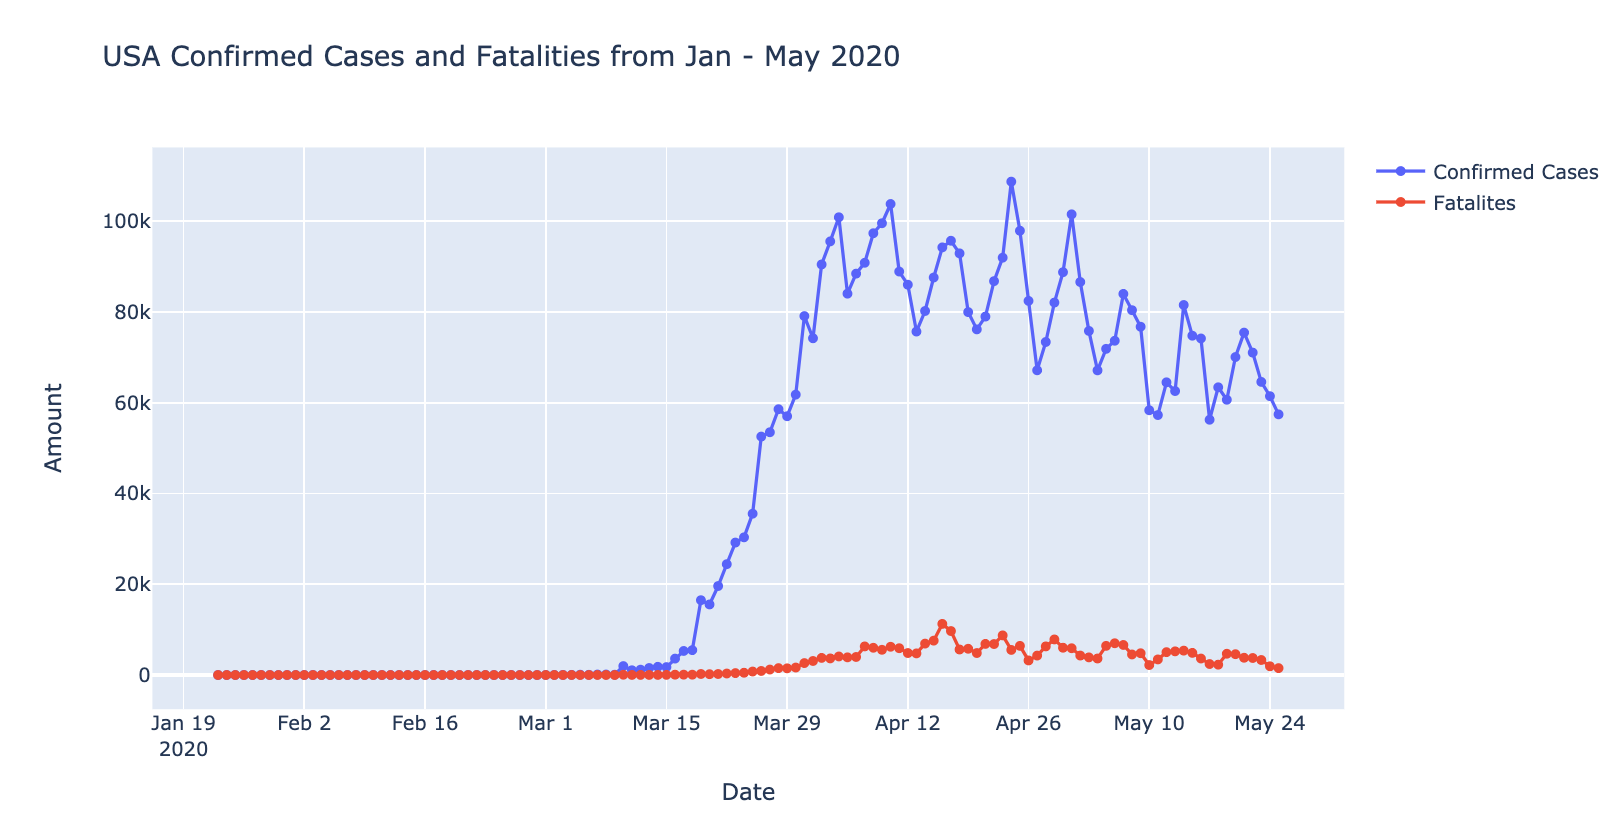 USA Confirmed Cases and Fatalities from Jan - May 2020
Confirmed Cases
Fatalites
100k
80k
60k
40k
20k
0
Amount
Jan 19 Feb 2 Feb 16 Mar 1 Mar 15 Mar 29 Apr 12 Apr 26 May 10 May 24
2020
Date